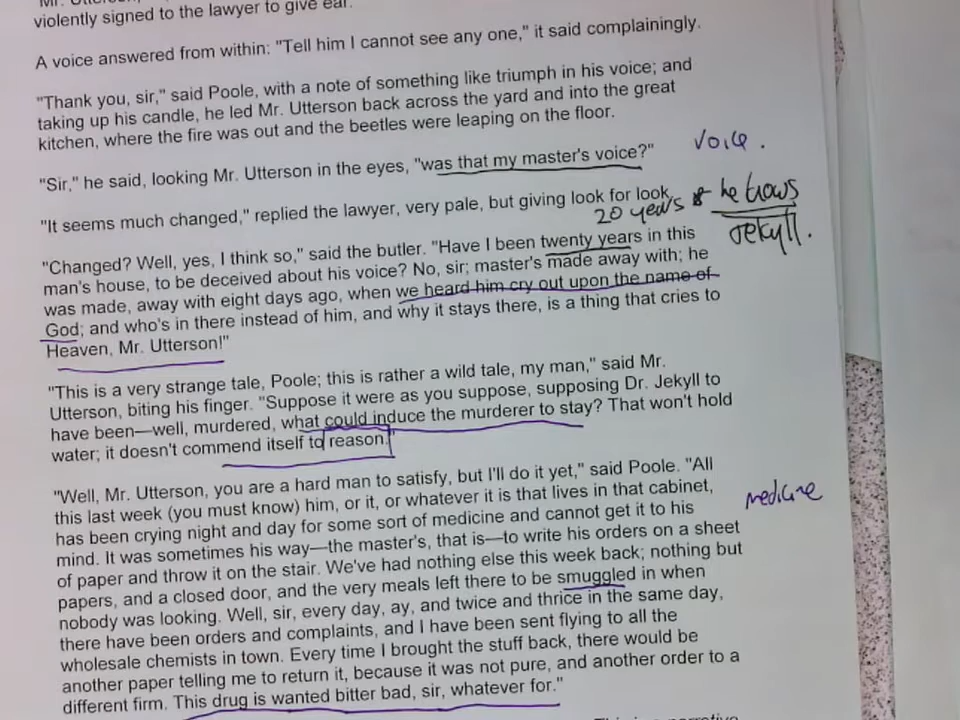 violently signed to the lawyer to give ear.
A voice answered from within: "Tell him I cannot see any one," it said complainingly.
"Thank you, sir," said Poole, with a note of something like triumph in his voice; and
taking up his candle, he led Mr. Utterson back across the yard and into the great
kitchen, where the fire was out and the beetles were leaping on the floor.
"Sir," he said, looking Mr. Utterson in the eyes, "was that my master's voice?"
voice.
"It seems much changed," replied the lawyer, very pale, but giving look for look.
20 years & he knows
Jekyll.
"Changed? Well, yes, I think so," said the butler. "Have I been twenty years in this
man's house, to be deceived about his voice? No, sir; master's made away with; he
was made, away with eight days ago, when we heard him cry out upon the name of
God; and who's in there instead of him, and why it stays there, is a thing that cries to
Heaven, Mr. Utterson!"
"This is a very strange tale, Poole; this is rather a wild tale, my man," said Mr.
Utterson, biting his finger. "Suppose it were as you suppose, supposing Dr. Jekyll to
have been—well, murdered, what could induce the murderer to stay? That won't hold
water; it doesn't commend itself to reason."
"Well, Mr. Utterson, you are a hard man to satisfy, but I'll do it yet," said Poole. "All
this last week (you must know) him, or it, or whatever it is that lives in that cabinet,
medicine
has been crying night and day for some sort of medicine and cannot get it to his
mind. It was sometimes his way—the master's, that is—to write his orders on a sheet
of paper and throw it on the stair. We've had nothing else this week back; nothing but
papers, and a closed door, and the very meals left there to be smuggled in when
nobody was looking. Well, sir, every day, ay, and twice and thrice in the same day,
there have been orders and complaints, and I have been sent flying to all the
wholesale chemists in town. Every time I brought the stuff back, there would be
another paper telling me to return it, because it was not pure, and another order to a
different firm. This drug is wanted bitter bad, sir, whatever for."